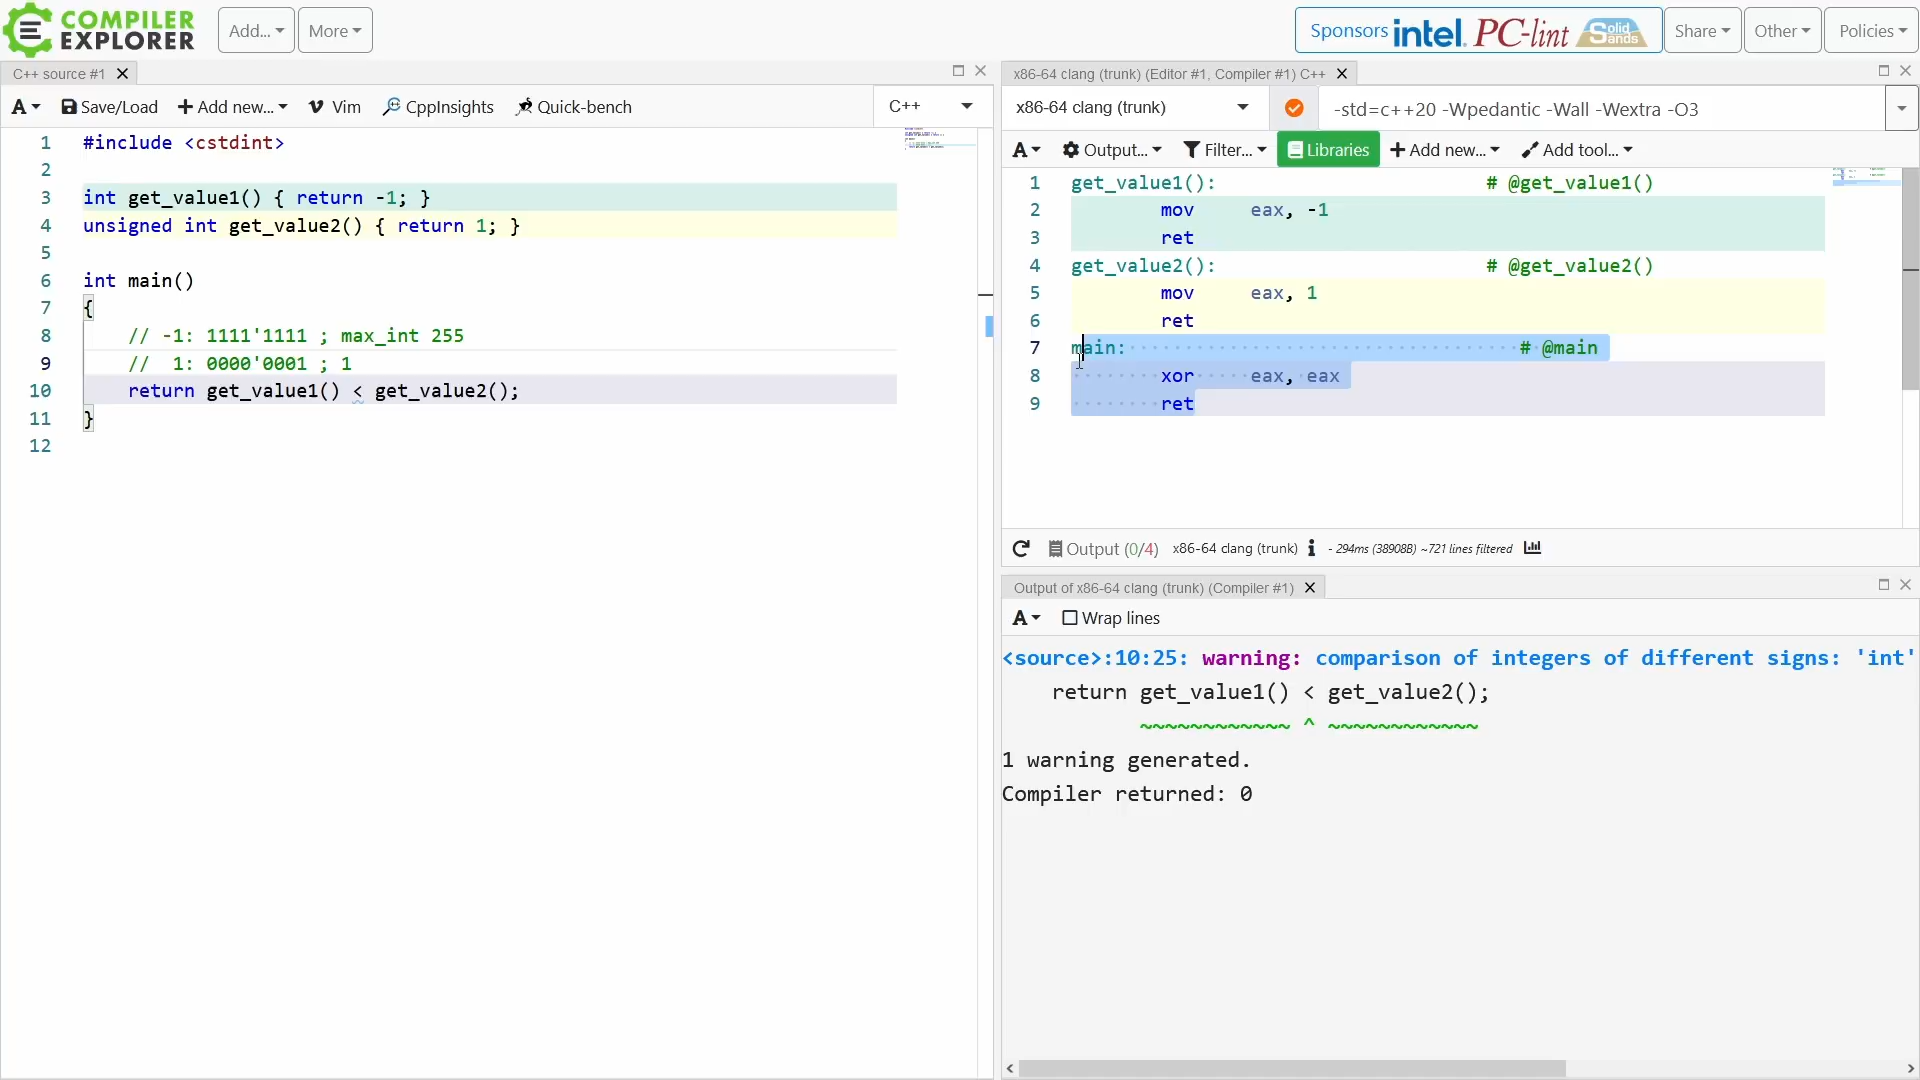 COMPILER
EXPLORER
Add...
More
Sponsors intel. PC-lint Solid Sands
Share
Other
Policies
C++ source #1
A
Save/Load
Add new...
Vim
CppInsights
Quick-bench
C++
1 #include <cstdint>
2
3 int get_value1() { return -1; }
4 unsigned int get_value2() { return 1; }
5
6 int main()
7 {
8 // -1: 1111'1111 ; max_int 255
9 //  1: 0000'0001 ; 1
10 return get_value1() < get_value2();
11 }
12
x86-64 clang (trunk) (Editor #1, Compiler #1) C++
x86-64 clang (trunk)
-std=c++20 -Wpedantic -Wall -Wextra -O3
A
Output...
Filter...
Libraries
Add new...
Add tool...
1 get_value1(): # @get_value1()
2 mov eax, -1
3 ret
4 get_value2(): # @get_value2()
5 mov eax, 1
6 ret
7 main: # @main
8 xor eax, eax
9 ret
Output (0/4) x86-64 clang (trunk) - 294ms (38908B) ~721 lines filtered
Output of x86-64 clang (trunk) (Compiler #1)
A
Wrap lines
<source>:10:25: warning: comparison of integers of different signs: 'int'
return get_value1() < get_value2();
~~~~~~~~~~~~ ^ ~~~~~~~~~~~~
1 warning generated.
Compiler returned: 0